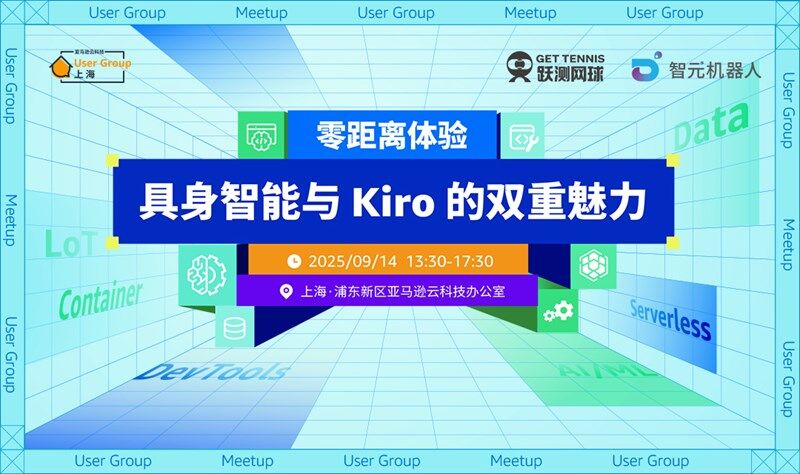 User Group Meetup User Group Meetup User Group
亚马逊云科技
User Group
上海
GET TENNIS
跃测网球
智元机器人
User Group
Meetup
User Group
User Group
Meetup
User Group
零距离体验
具身智能与 Kiro 的双重魅力
2025/09/14 13:30-17:30
上海·浦东新区亚马逊云科技办公室
Data
LoT
Container
Serverless
DevTools
AI/ML
User Group Meetup User Group Meetup User Group